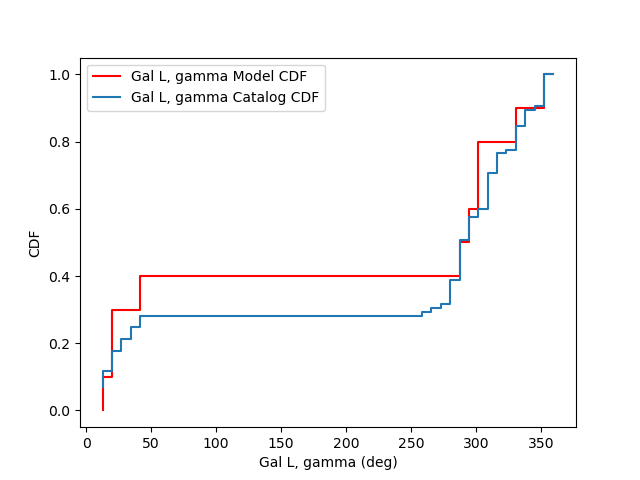 Gal L, gamma Model CDF
Gal L, gamma Catalog CDF
1.0
0.8
0.6
0.4
0.2
0.0
CDF
0 50 100 150 200 250 300 350
Gal L, gamma (deg)